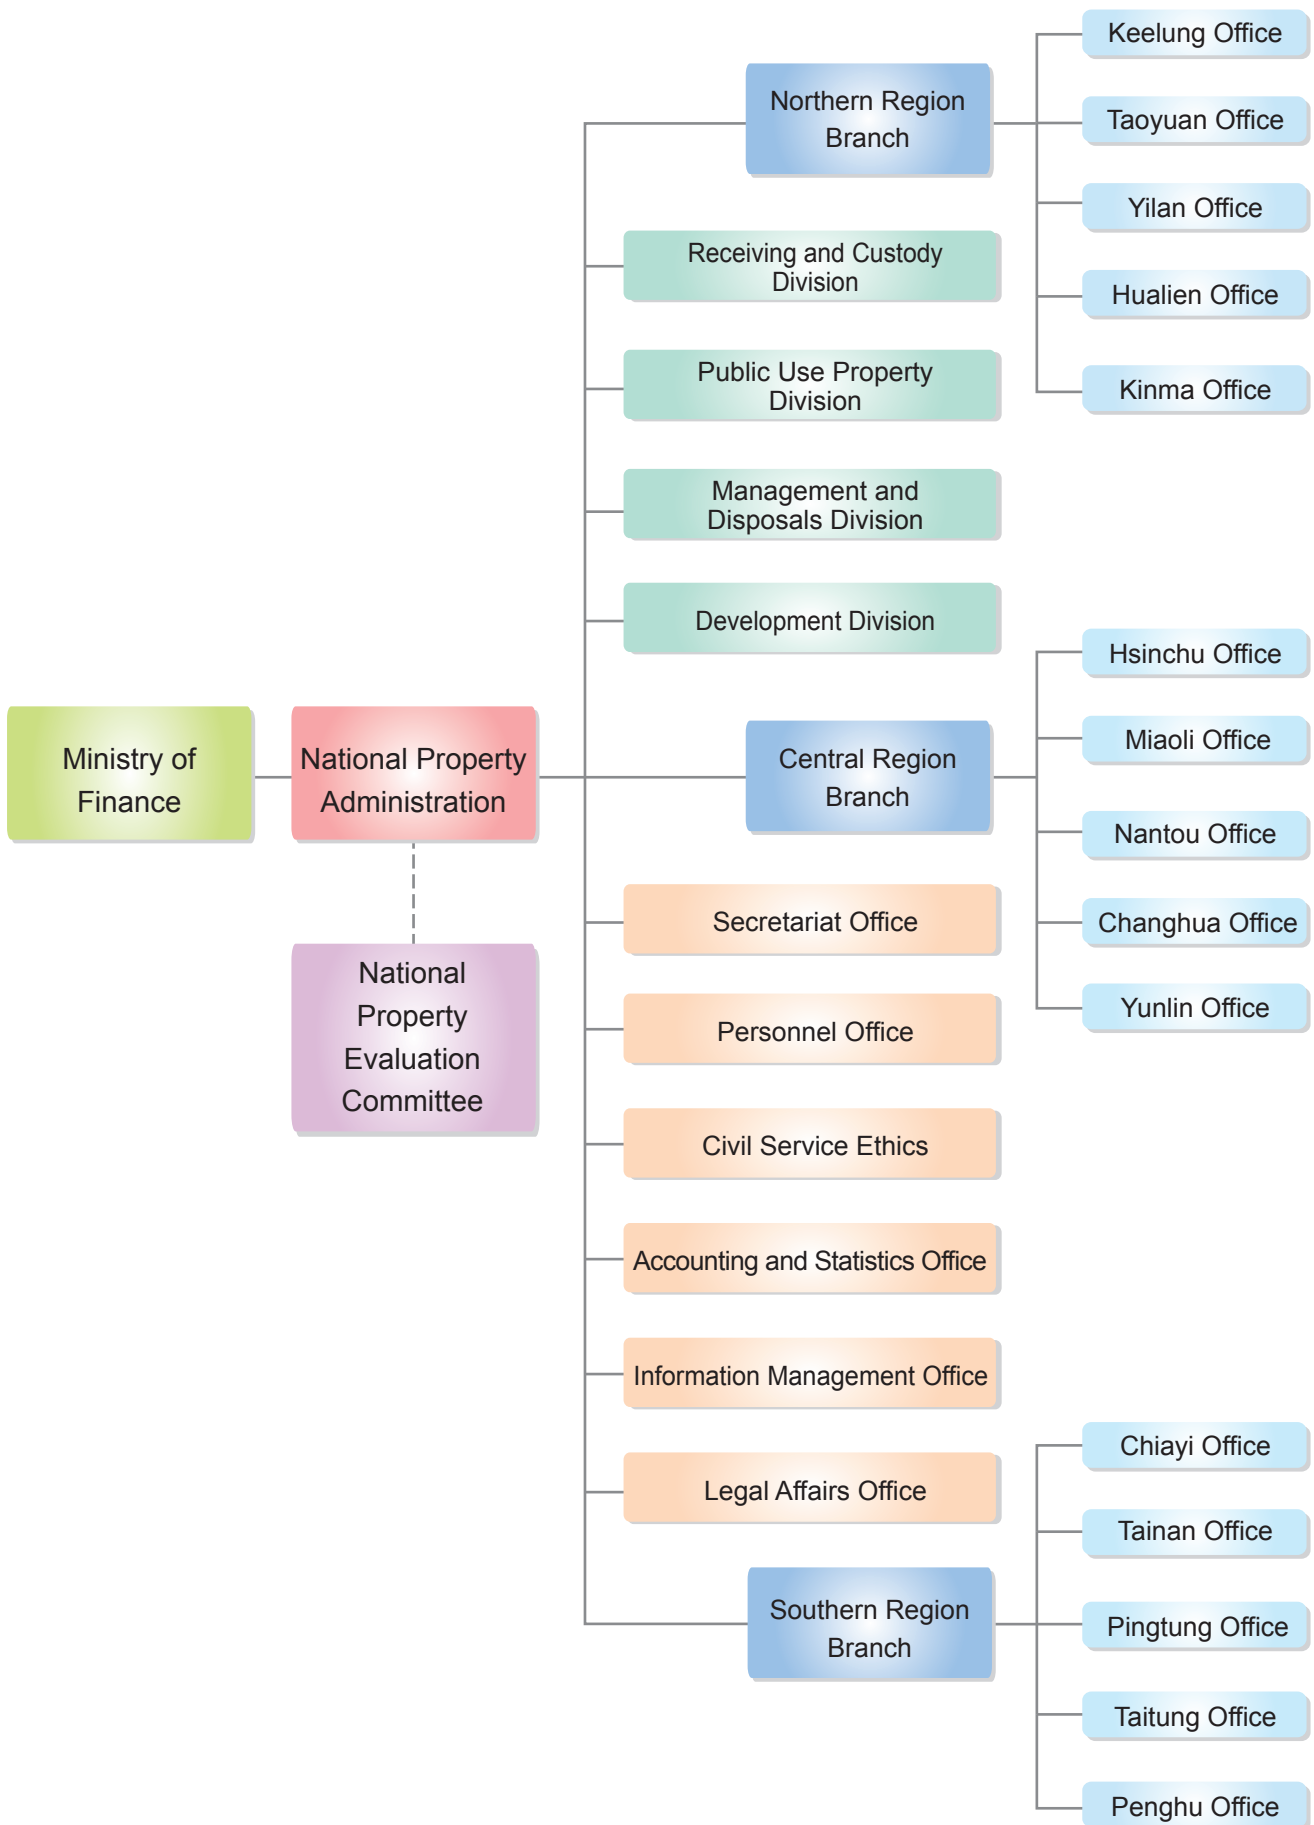 Ministry of
Finance
National Property
Administration
National
Property
Evaluation
Committee
Northern Region
Branch
Keelung Office
Taoyuan Office
Yilan Office
Hualien Office
Kinma Office
Receiving and Custody
Division
Public Use Property
Division
Management and
Disposals Division
Development Division
Central Region
Branch
Hsinchu Office
Miaoli Office
Nantou Office
Changhua Office
Yunlin Office
Secretariat Office
Personnel Office
Civil Service Ethics
Accounting and Statistics Office
Information Management Office
Legal Affairs Office
Southern Region
Branch
Chiayi Office
Tainan Office
Pingtung Office
Taitung Office
Penghu Office